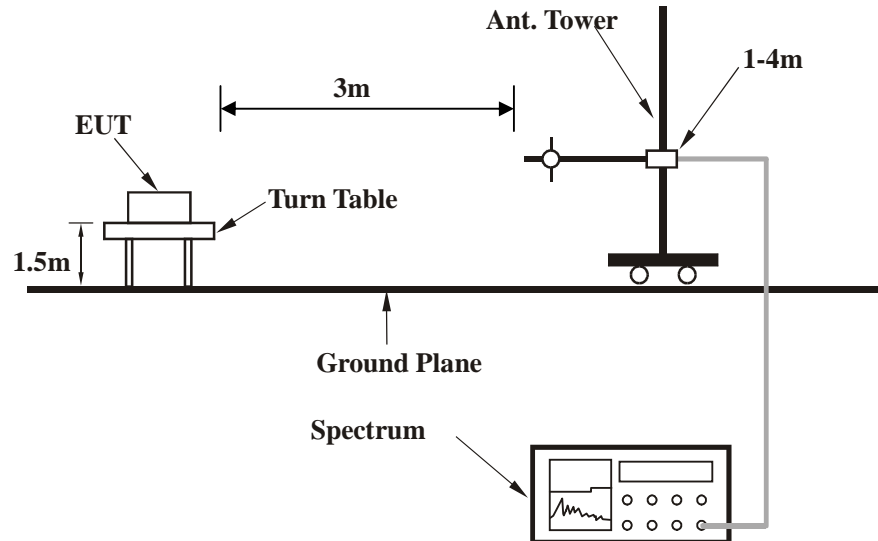 Ant. Tower
1-4m
3m
EUT
Turn Table
1.5m
Ground Plane
Spectrum